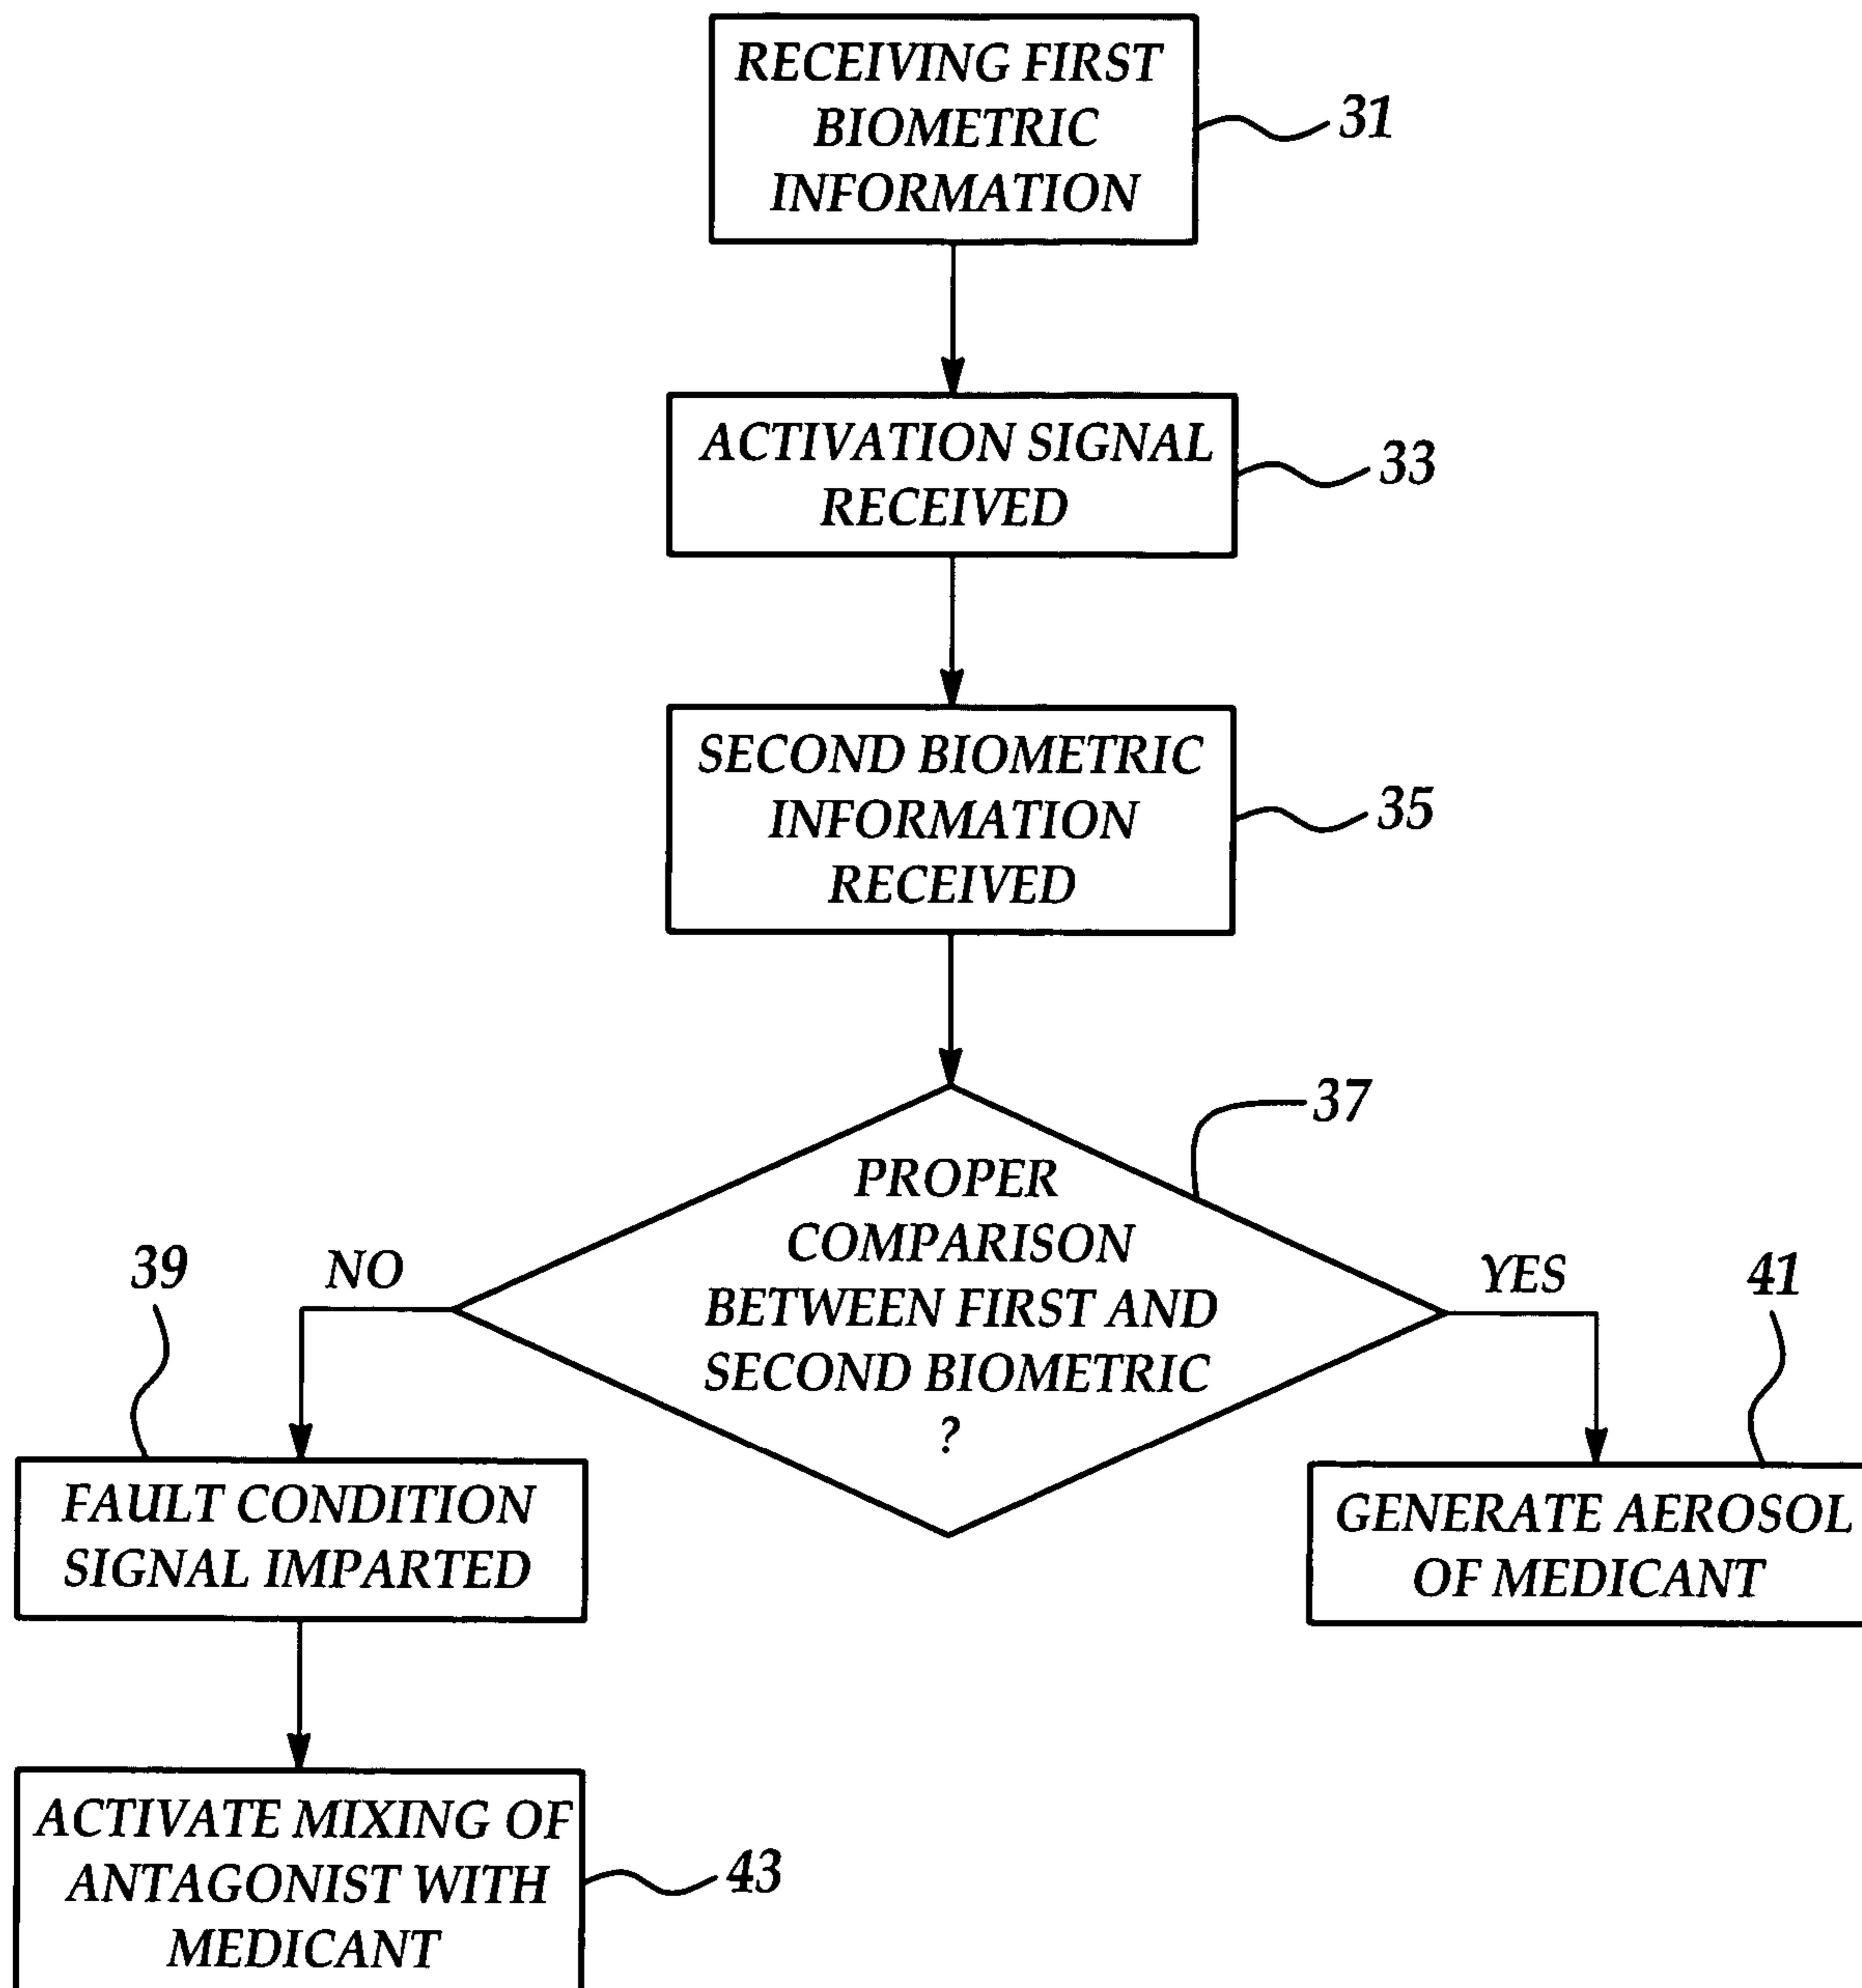 RECEIVING FIRST
BIOMETRIC
INFORMATION
31
ACTIVATION SIGNAL
RECEIVED
33
SECOND BIOMETRIC
INFORMATION
RECEIVED
35
37
PROPER
COMPARISON
BETWEEN FIRST AND
SECOND BIOMETRIC
?
39
NO
YES
41
FAULT CONDITION
SIGNAL IMPARTED
GENERATE AEROSOL
OF MEDICANT
ACTIVATE MIXING OF
ANTAGONIST WITH
MEDICANT
43